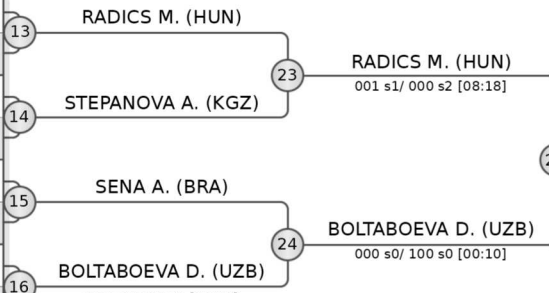 RADICS M. (HUN)
13
23
RADICS M. (HUN)
001 s1/ 000 s2 [08:18]
STEPANOVA A. (KGZ)
14
SENA A. (BRA)
15
24
BOLTABOEVA D. (UZB)
000 s0/ 100 s0 [00:10]
BOLTABOEVA D. (UZB)
16